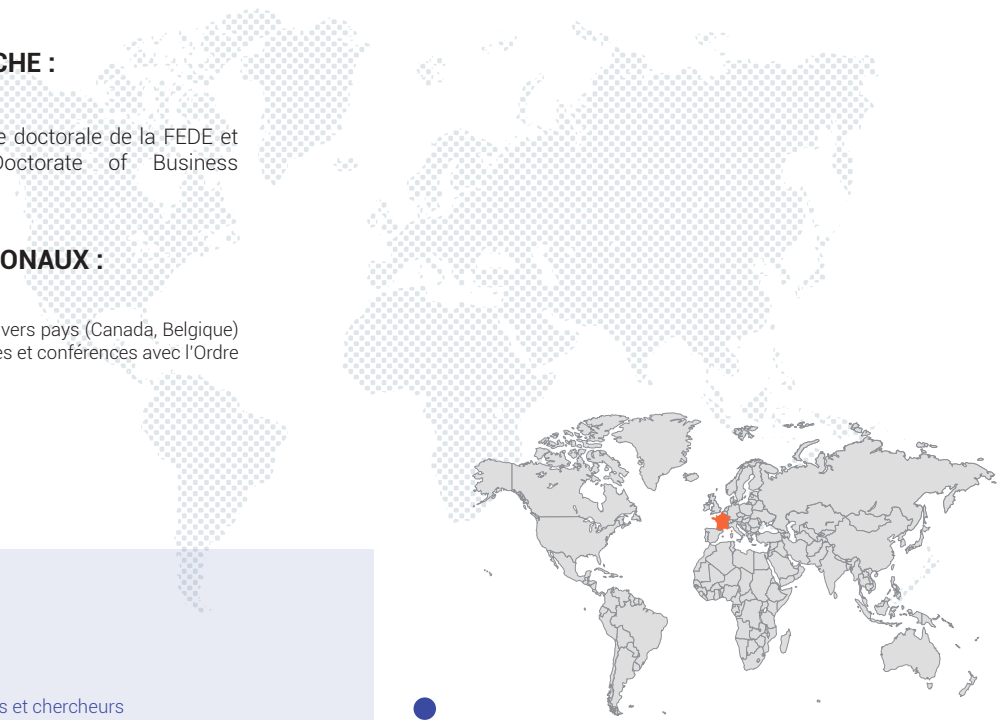 CHE :
e doctorale de la FEDE et
Doctorate of Business
ONAUX :
vers pays (Canada, Belgique)
es et conférences avec l'Ordre
s et chercheurs